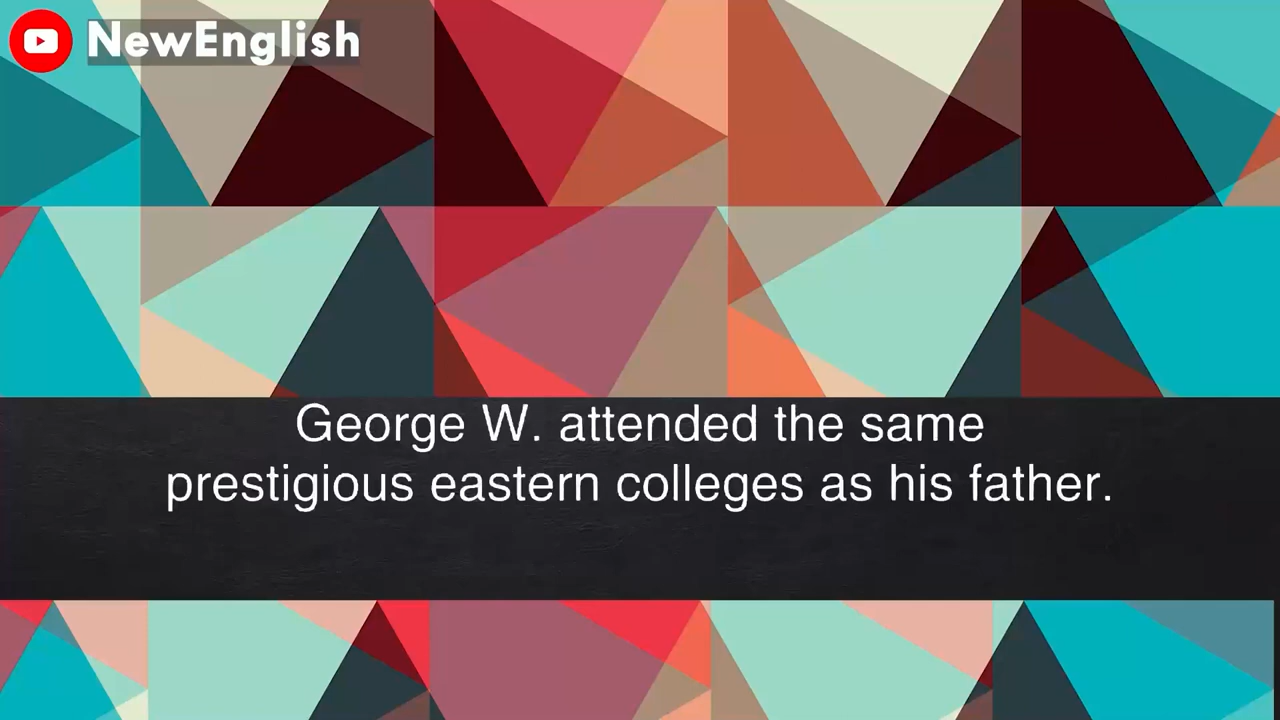 NewEnglish
George W. attended the same
prestigious eastern colleges as his father.